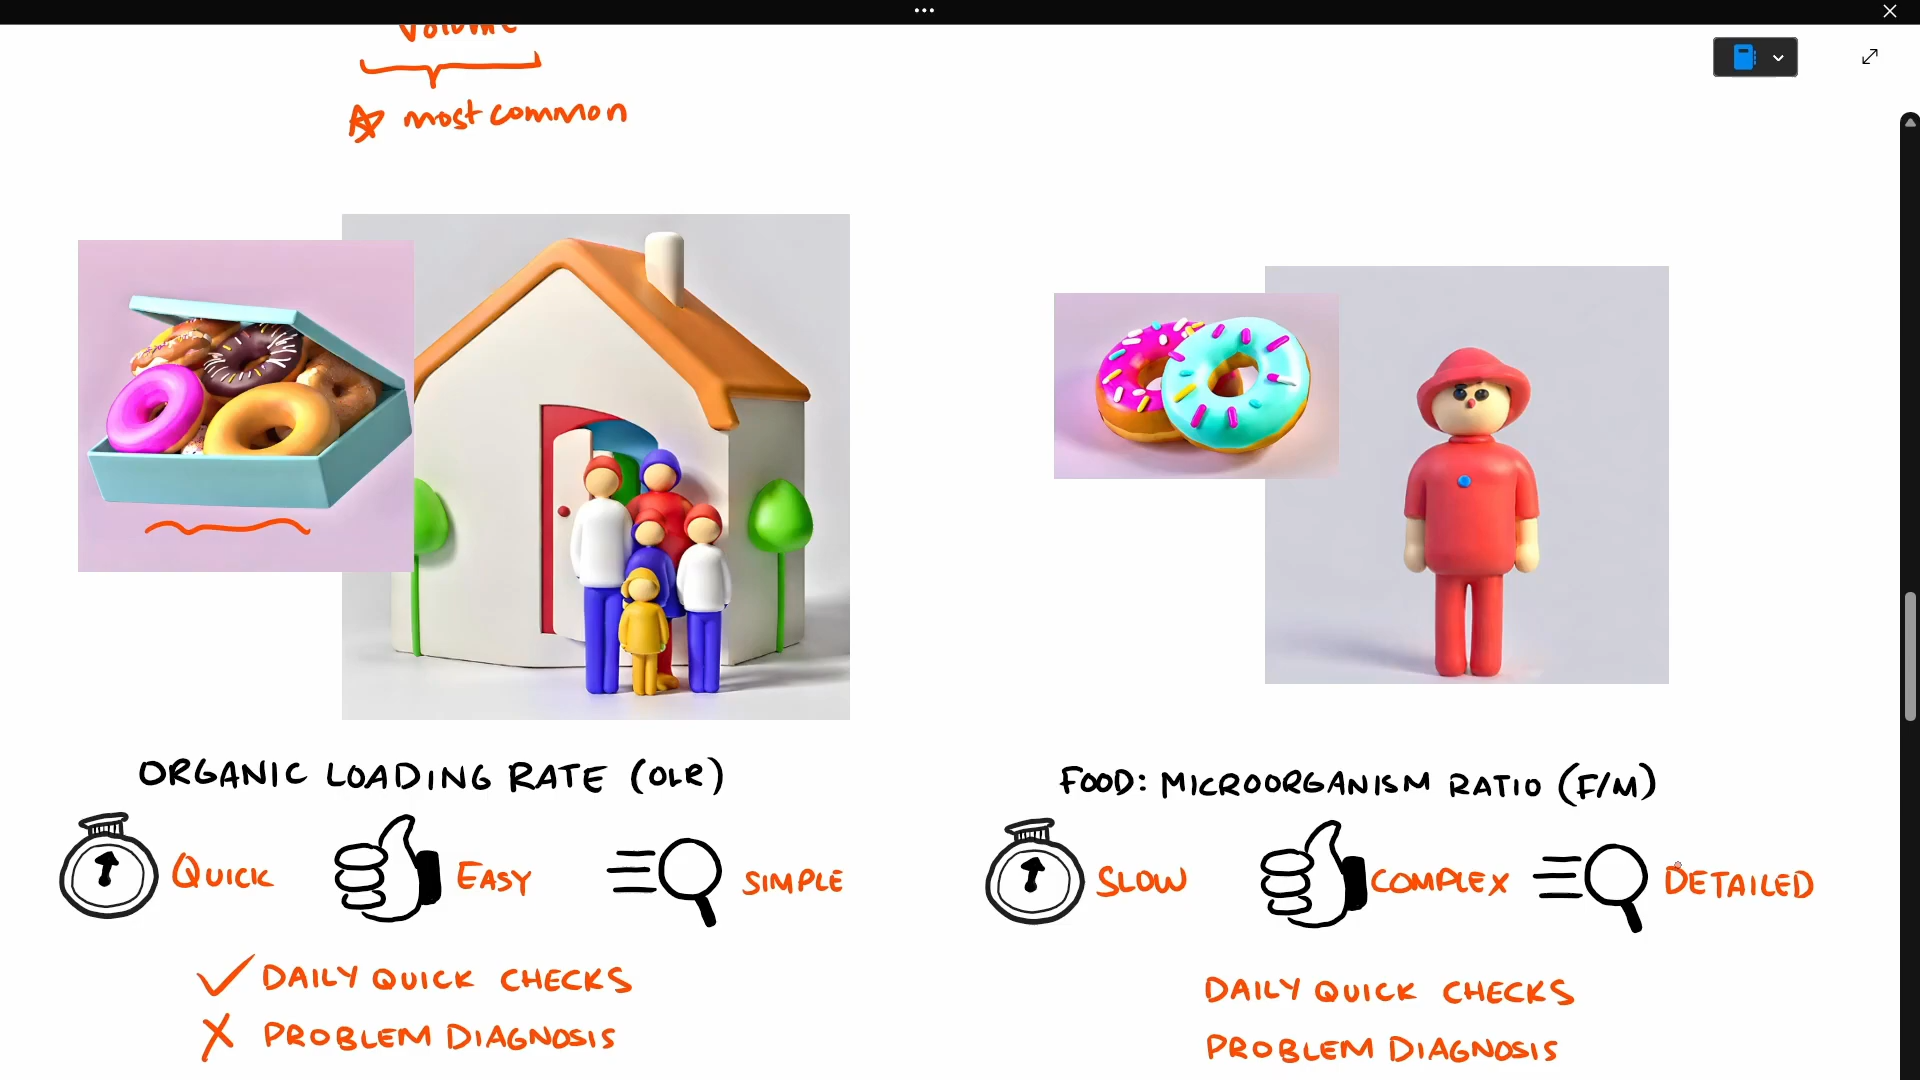 Volume
most common
ORGANIC LOADING RATE (OLR)
QUICK EASY SIMPLE
DAILY QUICK CHECKS
PROBLEM DIAGNOSIS
FOOD: MICROORGANISM RATIO (F/M)
SLOW COMPLEX DETAILED
DAILY QUICK CHECKS
PROBLEM DIAGNOSIS